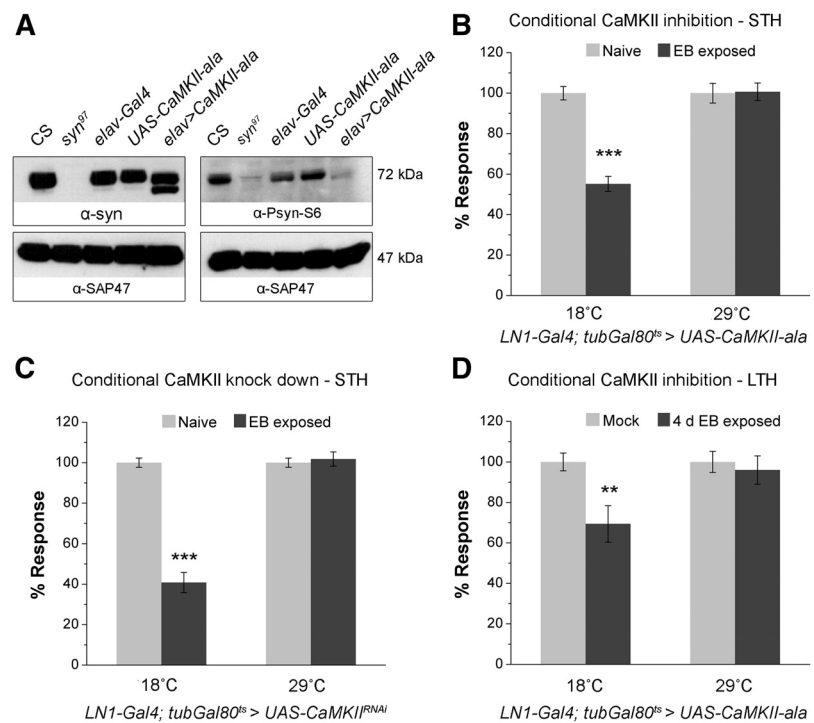 A
CS
syn⁹⁷
elav-Gal4
UAS-CaMKII-ala
elav>CaMKII-ala
CS
syn⁹⁷
elav-Gal4
UAS-CaMKII-ala
elav>CaMKII-ala
72 kDa
α-syn
α-Psyn-S6
47 kDa
α-SAP47
α-SAP47
B
Conditional CaMKII inhibition - STH
Naive
EB exposed
% Response
120
100
80
60
40
20
0
***
18˚C
29˚C
LN1-Gal4; tubGal80ᵗˢ > UAS-CaMKII-ala
C
Conditional CaMKII knock down - STH
Naive
EB exposed
% Response
120
100
80
60
40
20
0
***
18˚C
29˚C
LN1-Gal4; tubGal80ᵗˢ > UAS-CaMKIIᴿᴺᴬⁱ
D
Conditional CaMKII inhibition - LTH
Mock
4 d EB exposed
% Response
120
100
80
60
40
20
0
**
18˚C
29˚C
LN1-Gal4; tubGal80ᵗˢ > UAS-CaMKII-ala